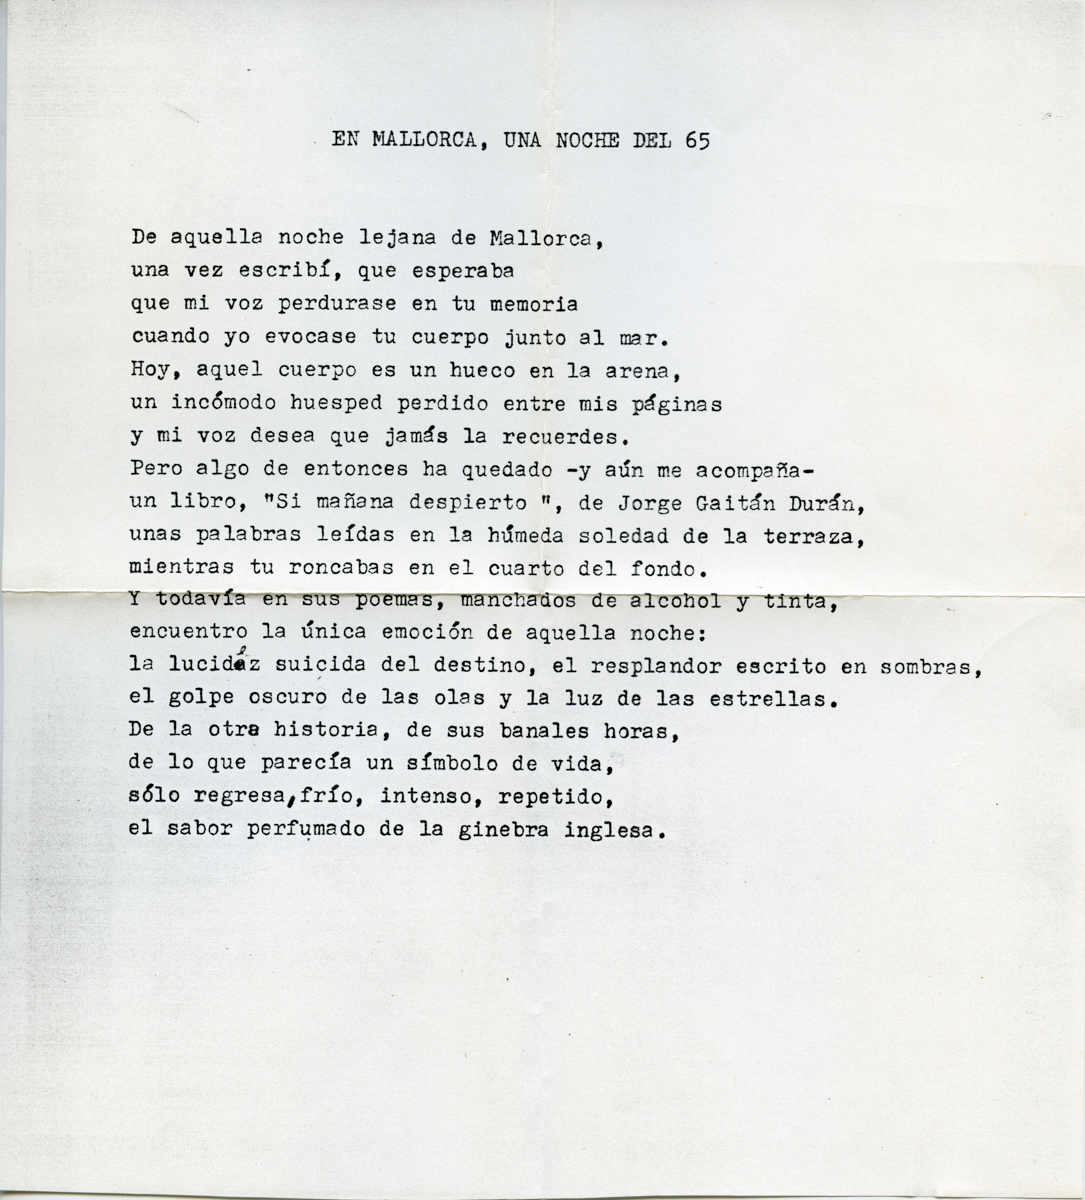 EN MALLORCA, UNA NOCHE DEL 65
De aquella noche lejana de Mallorca,
una vez escribí, que esperaba
que mi voz perdurase en tu memoria
cuando yo evocase tu cuerpo junto al mar.
Hoy, aquel cuerpo es un hueco en la arena,
un incómodo huesped perdido entre mis páginas
y mi voz desea que jamás la recuerdes.
Pero algo de entonces ha quedado -y aún me acompaña-
un libro, "Si mañana despierto ", de Jorge Gaitán Durán,
unas palabras leídas en la húmeda soledad de la terraza,
mientras tu roncabas en el cuarto del fondo.
Y todavía en sus poemas, manchados de alcohol y tinta,
encuentro la única emoción de aquella noche:
la lucidez suicida del destino, el resplandor escrito en sombras,
el golpe oscuro de las olas y la luz de las estrellas.
De la otra historia, de sus banales horas,
de lo que parecía un símbolo de vida,
sólo regresa, frío, intenso, repetido,
el sabor perfumado de la ginebra inglesa.